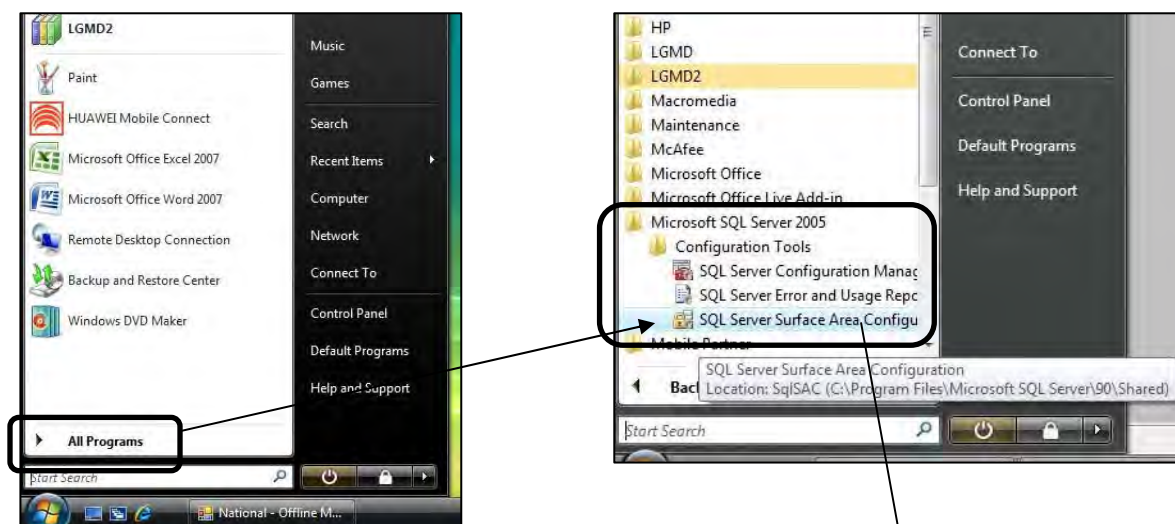 LGMD2
Paint
HUAWEI Mobile Connect
Microsoft Office Excel 2007
Microsoft Office Word 2007
Remote Desktop Connection
Backup and Restore Center
Windows DVD Maker
All Programs
Start Search
Music
Games
Search
Recent Items
Computer
Network
Connect To
Control Panel
Default Programs
Help and Support
National - Offline M...
HP
LGMD
LGMD2
Macromedia
Maintenance
McAfee
Microsoft Office
Microsoft Office Live Add-in
Microsoft SQL Server 2005
Configuration Tools
SQL Server Configuration Manag
SQL Server Error and Usage Repo
SQL Server Surface Area Configu
Mobile Partner
Bac
SQL Server Surface Area Configuration
Location: SqlSAC (C:\Program Files\Microsoft SQL Server\90\Shared)
Start Search
Connect To
Control Panel
Default Programs
Help and Support